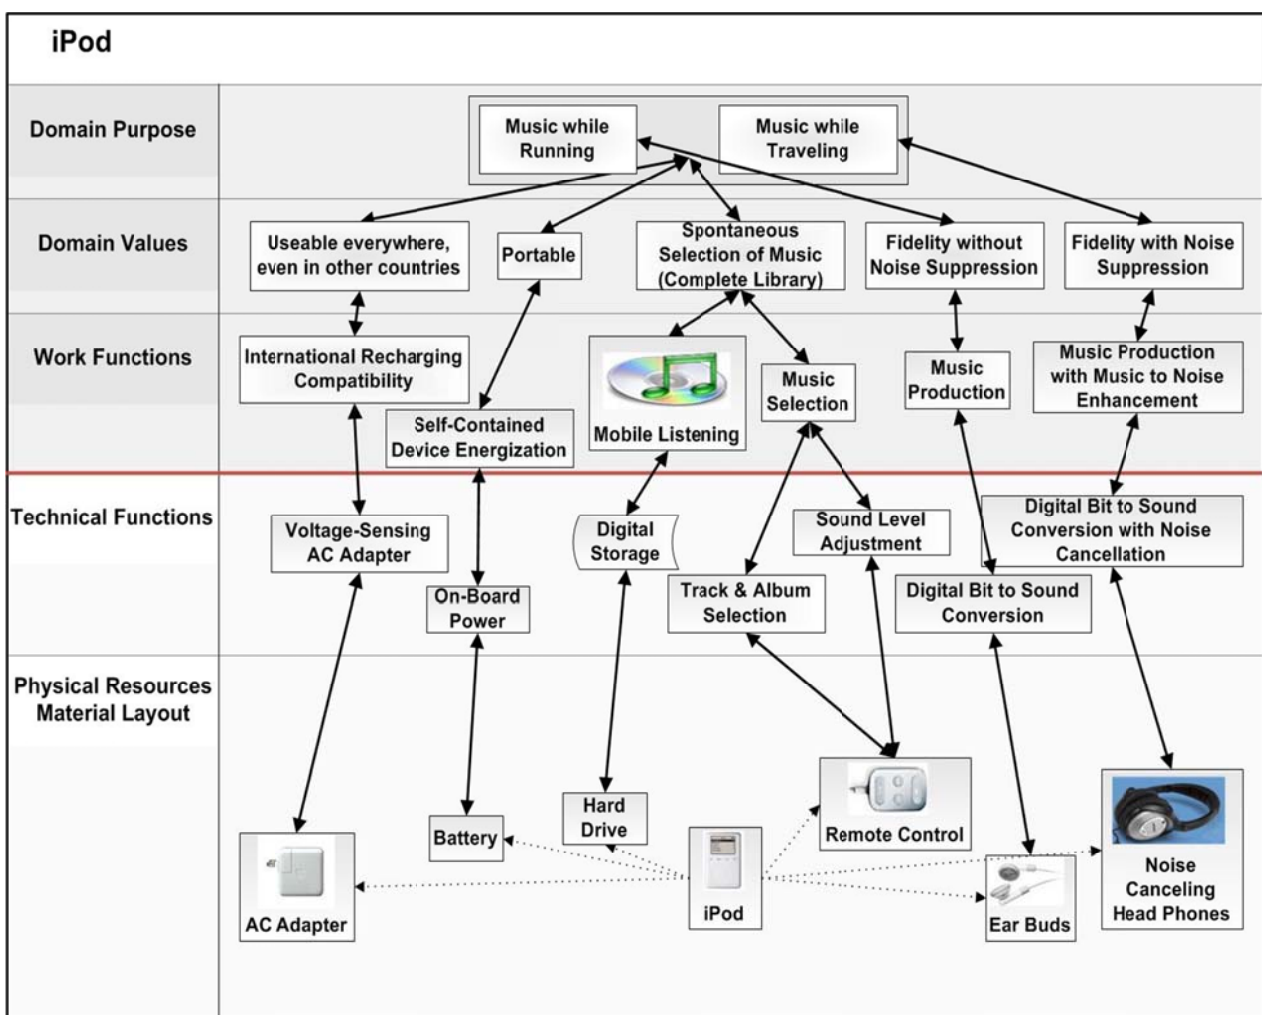 iPod
Domain Purpose
Music while
Running
Music while
Traveling
Domain Values
Useable everywhere,
even in other countries
Portable
Spontaneous
Selection of Music
(Complete Library)
Fidelity without
Noise Suppression
Fidelity with Noise
Suppression
Work Functions
International Recharging
Compatibility
Self-Contained
Device Energization
Mobile Listening
Music
Selection
Music
Production
Music Production
with Music to Noise
Enhancement
Technical Functions
Voltage-Sensing
AC Adapter
On-Board
Power
Digital
Storage
Track & Album
Selection
Sound Level
Adjustment
Digital Bit to Sound
Conversion
Digital Bit to Sound
Conversion with Noise
Cancellation
Physical Resources
Material Layout
AC Adapter
Battery
Hard
Drive
iPod
Remote Control
Ear Buds
Noise
Canceling
Head Phones